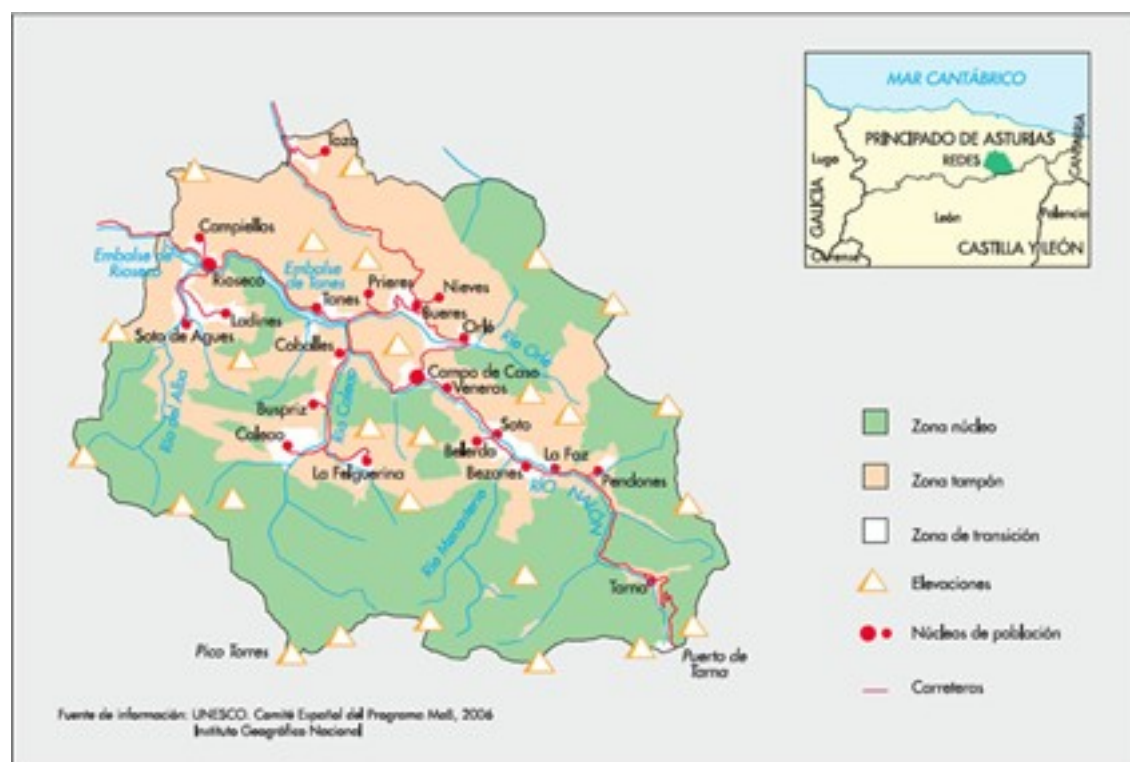 MAR CANTÁBRICO
PRINCIPADO DE ASTURIAS
REDES
CANTABRIA
Lugo
GALICIA
León
Palencia
CASTILLA Y LEÓN
Ourense
Tozo
Campiellos
Embalse de
Rioseco
Rioseco
Embalse
de Tanes
Tanes
Prieres
Nieves
Bueres
Ladines
Soto de Agues
Orlé
Río Orlé
Caballes
Campo de Caso
Veneros
Río del Alba
Río Caleao
Buspriz
Soto
Caleao
Bellerda
La Foz
La Felguerina
Bezanes
Pendones
RÍO NALÓN
Río Monasterio
Tarna
Pico Torres
Puerto de
Tarna
Zona núcleo
Zona tampón
Zona de transición
Elevaciones
Núcleos de población
Carreteras
Fuente de información: UNESCO. Comité Español del Programa MaB, 2006
Instituto Geográfico Nacional